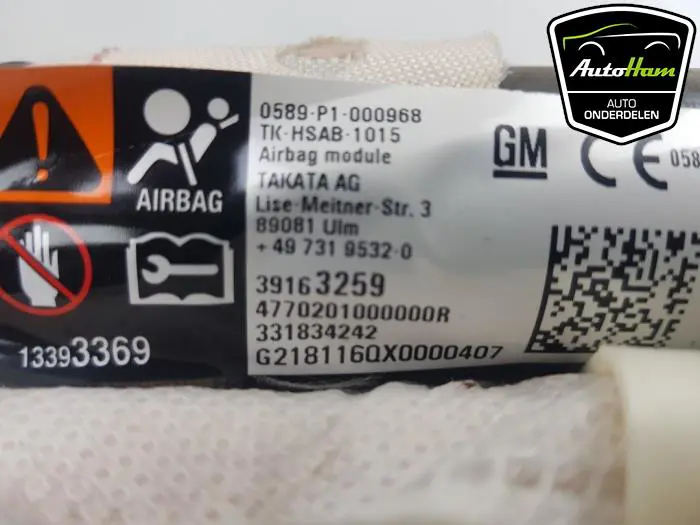 AutoHam
AUTO
ONDERDELEN
0589-P1-000968
TK-HSAB-1015
Airbag module
TAKATA AG
Lise-Meitner-Str. 3
89081 Ulm
+ 49 731 9532-0
GM
CE 058
AIRBAG
39163259
4770201000000R
331834242
G218116QX0000407
13393369